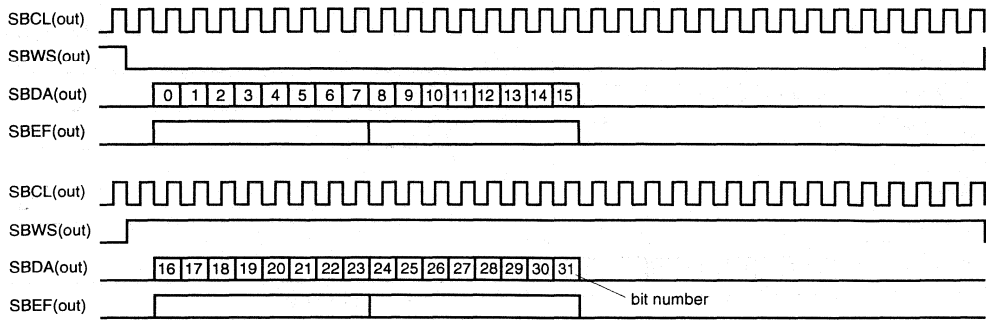 SBCL(out)
SBWS(out)
SBDA(out) 0 1 2 3 4 5 6 7 8 9 10 11 12 13 14 15
SBEF(out)
SBCL(out)
SBWS(out)
SBDA(out) 16 17 18 19 20 21 22 23 24 25 26 27 28 29 30 31
SBEF(out)
bit number